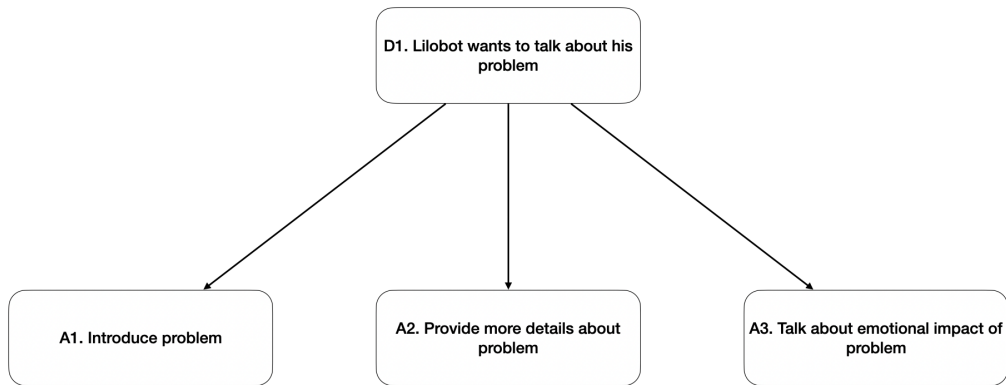 D1. Lilobot wants to talk about his
problem
A1. Introduce problem
A2. Provide more details about
problem
A3. Talk about emotional impact of
problem